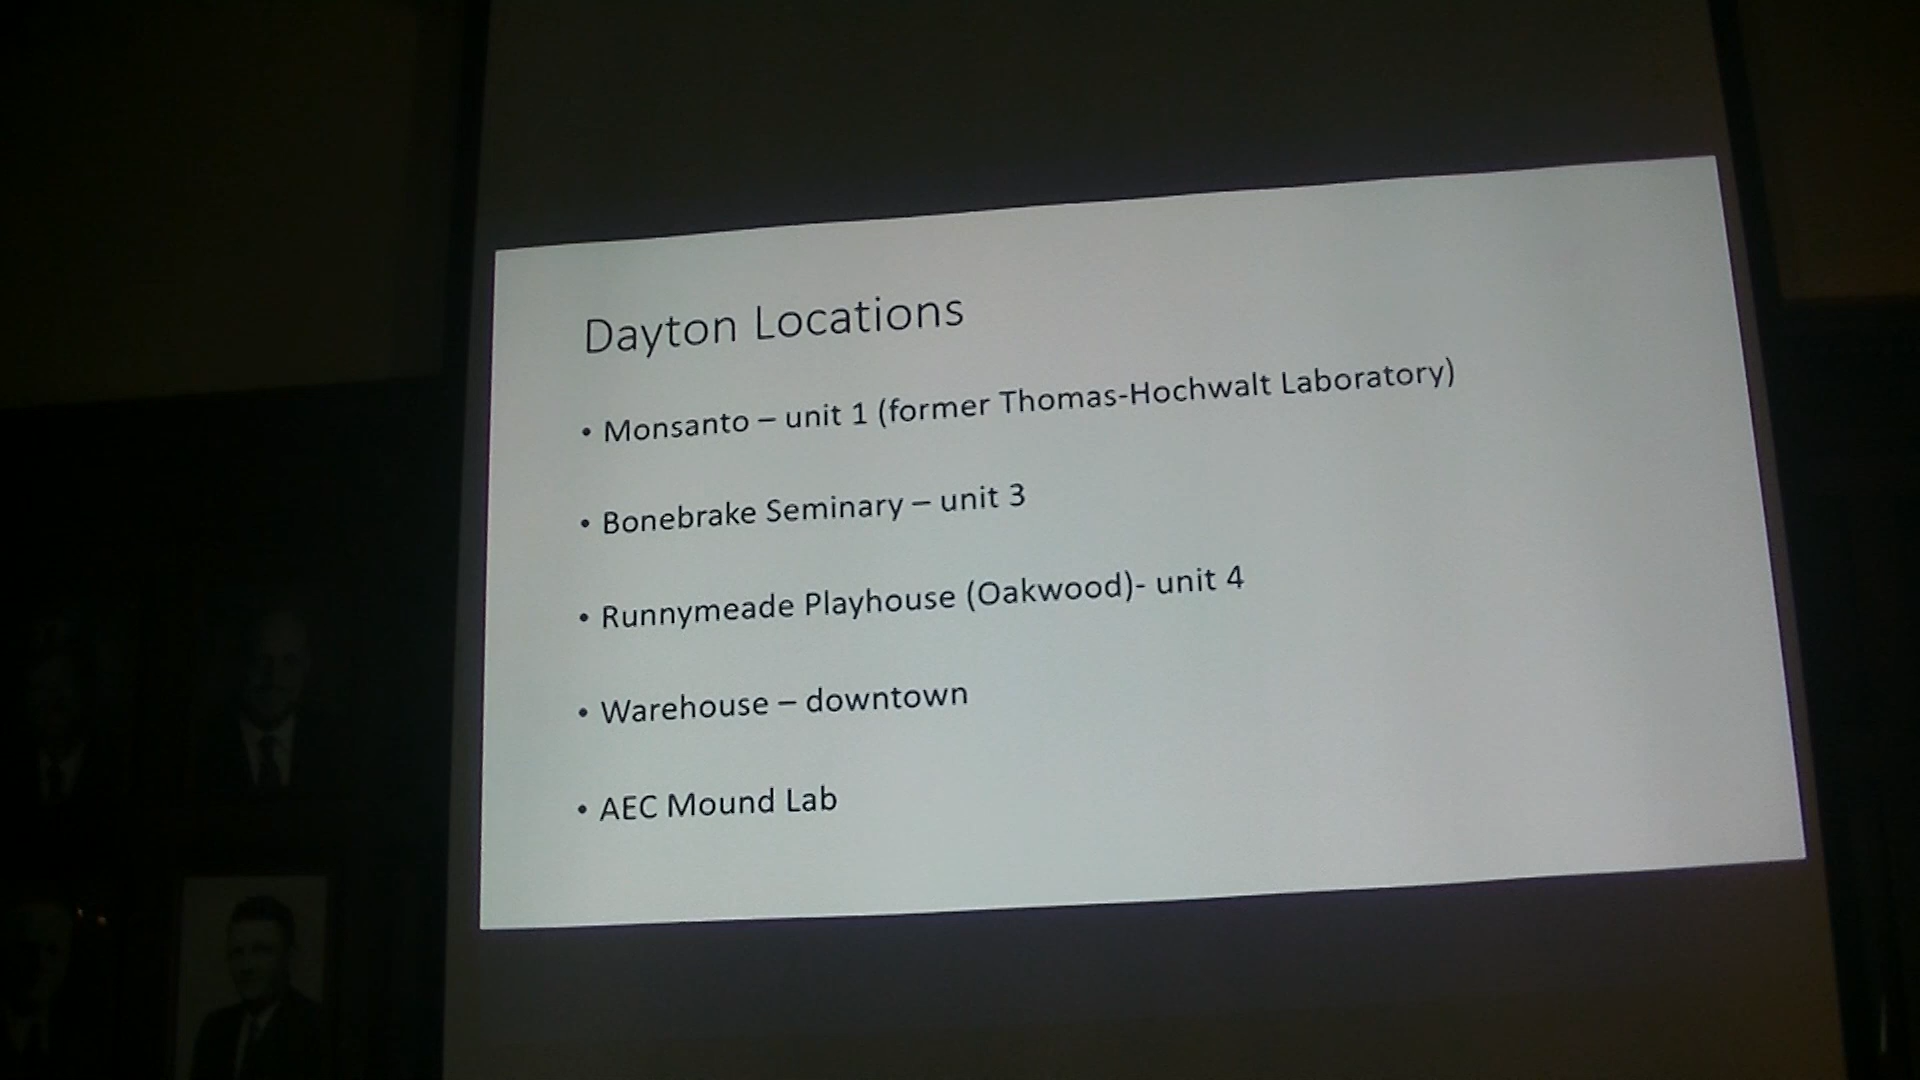 Dayton Locations
• Monsanto – unit 1 (former Thomas-Hochwalt Laboratory)
• Bonebrake Seminary – unit 3
• Runnymeade Playhouse (Oakwood)- unit 4
• Warehouse – downtown
• AEC Mound Lab